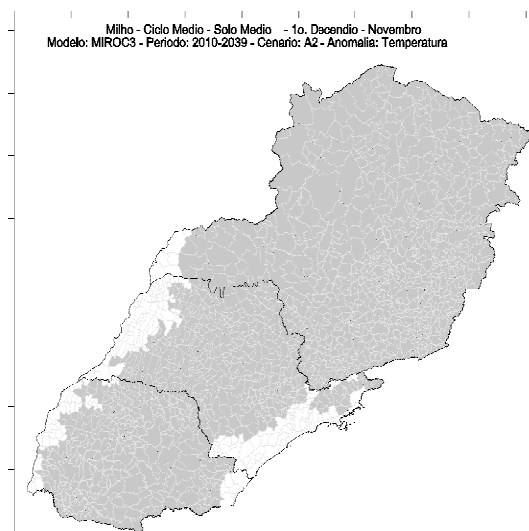 Milho - Ciclo Medio - Solo Medio - 1o. Decendio - Novembro
Modelo: MIROC3 - Periodo: 2010-2039 - Cenario: A2 - Anomalia: Temperatura